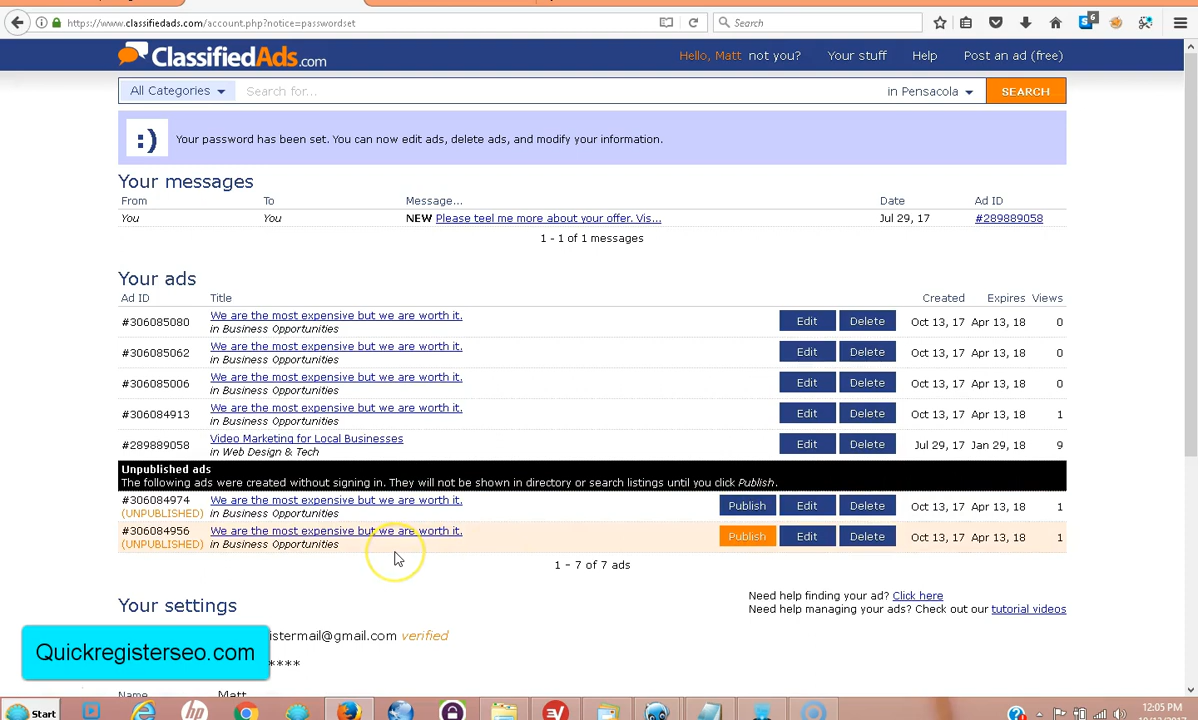 https://www.classifiedads.com/account.php?notice=passwordset
Search
6
ClassifiedAds.com
Hello, Matt not you? Your stuff Help Post an ad (free)
All Categories Search for... in Pensacola SEARCH
:) Your password has been set. You can now edit ads, delete ads, and modify your information.
Your messages
From To Message... Date Ad ID
You You NEW Please teel me more about your offer. Vis... Jul 29, 17 #289889058
1 - 1 of 1 messages
Your ads
Ad ID Title Created Expires Views
#306085080 We are the most expensive but we are worth it. Edit Delete Oct 13, 17 Apr 13, 18 0
in Business Opportunities
#306085062 We are the most expensive but we are worth it. Edit Delete Oct 13, 17 Apr 13, 18 0
in Business Opportunities
#306085006 We are the most expensive but we are worth it. Edit Delete Oct 13, 17 Apr 13, 18 0
in Business Opportunities
#306084913 We are the most expensive but we are worth it. Edit Delete Oct 13, 17 Apr 13, 18 1
in Business Opportunities
#289889058 Video Marketing for Local Businesses Edit Delete Jul 29, 17 Jan 29, 18 9
in Web Design & Tech
Unpublished ads
The following ads were created without signing in. They will not be shown in directory or search listings until you click Publish.
#306084974 We are the most expensive but we are worth it. Publish Edit Delete Oct 13, 17 Apr 13, 18 1
(UNPUBLISHED) in Business Opportunities
#306084956 We are the most expensive but we are worth it. Publish Edit Delete Oct 13, 17 Apr 13, 18 1
(UNPUBLISHED) in Business Opportunities
1 - 7 of 7 ads
Need help finding your ad? Click here
Your settings
Need help managing your ads? Check out our tutorial videos
istermail@gmail.com verified
Quickregisterseo.com
****
Name Matt
Start hp 12:05 PM